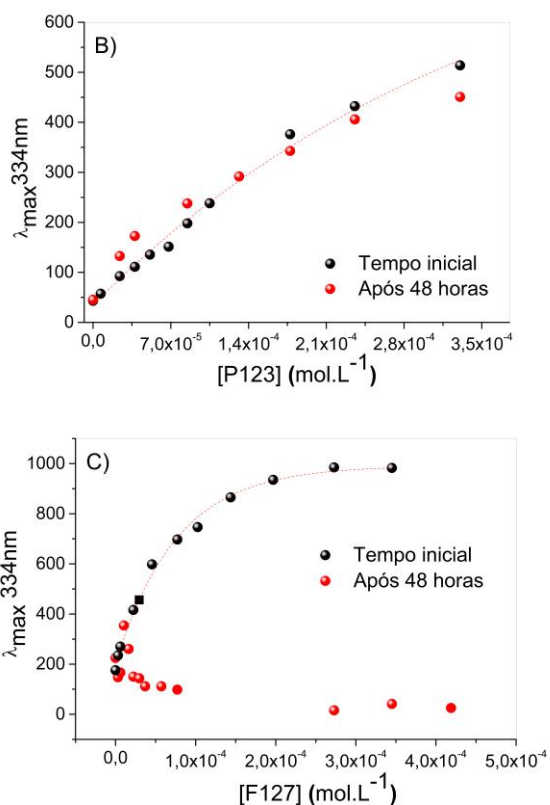 B)
600
500
400
300
200
100
0
λmax334nm
Tempo inicial
Após 48 horas
0,0 7,0x10-5 1,4x10-4 2,1x10-4 2,8x10-4 3,5x10-4
[P123] (mol.L-1)
C)
1000
800
600
400
200
0
λmax 334nm
Tempo inicial
Após 48 horas
0,0 1,0x10-4 2,0x10-4 3,0x10-4 4,0x10-4 5,0x10-4
[F127] (mol.L-1)